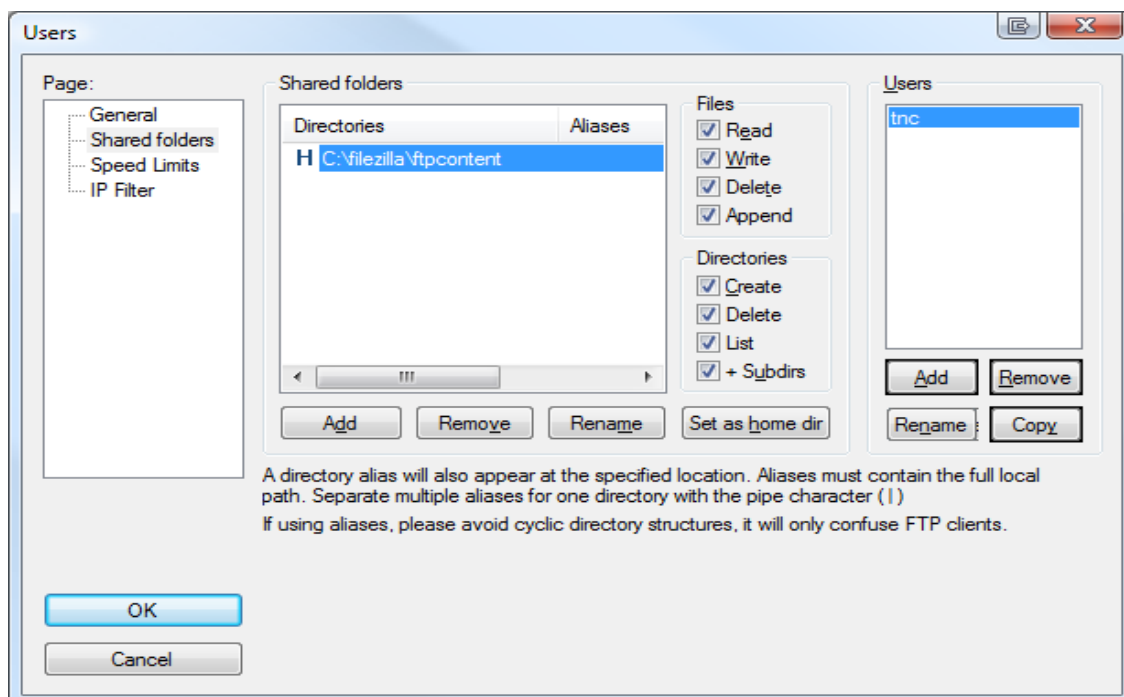 Users
Page:
General
Shared folders
Speed Limits
IP Filter
Shared folders
Directories Aliases
H C:\filezilla\ftpcontent
Add Remove Rename Set as home dir
Files
Read
Write
Delete
Append
Directories
Create
Delete
List
+ Subdirs
Users
tnc
Add Remove
Rename Copy
A directory alias will also appear at the specified location. Aliases must contain the full local
path. Separate multiple aliases for one directory with the pipe character ( | )
If using aliases, please avoid cyclic directory structures, it will only confuse FTP clients.
OK
Cancel